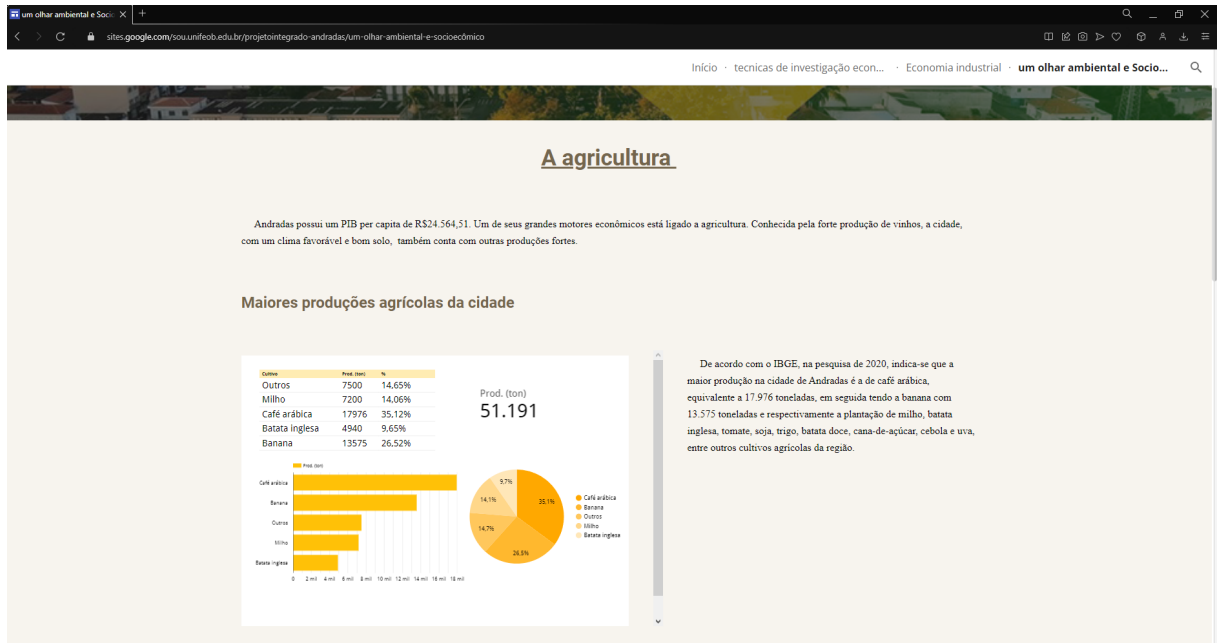 um olhar ambiental e Socio
sites.google.com/sou.unifeob.edu.br/projetointegrado-andradas/um-olhar-ambiental-e-socioecômico
Início · tecnicas de investigação econ... · Economia industrial · um olhar ambiental e Socio...
A agricultura
Andradas possui um PIB per capita de R$24.564,51. Um de seus grandes motores econômicos está ligado a agricultura. Conhecida pela forte produção de vinhos, a cidade,
com um clima favorável e bom solo, também conta com outras produções fortes.
Maiores produções agrícolas da cidade
Cultivo Prod. (ton) %
Outros 7500 14,65%
Milho 7200 14,06%
Café arábica 17976 35,12%
Batata inglesa 4940 9,65%
Banana 13575 26,52%
Prod. (ton)
51.191
Prod. (ton)
Café arábica
Banana
Outros
Milho
Batata inglesa
0 2 mil 4 mil 6 mil 8 mil 10 mil 12 mil 14 mil 16 mil 18 mil
9,7%
14,1%
35,1%
14,7%
26,5%
Café arábica
Banana
Outros
Milho
Batata inglesa
De acordo com o IBGE, na pesquisa de 2020, indica-se que a
maior produção na cidade de Andradas é a de café arábica,
equivalente a 17.976 toneladas, em seguida tendo a banana com
13.575 toneladas e respectivamente a plantação de milho, batata
inglesa, tomate, soja, trigo, batata doce, cana-de-açúcar, cebola e uva,
entre outros cultivos agrícolas da região.